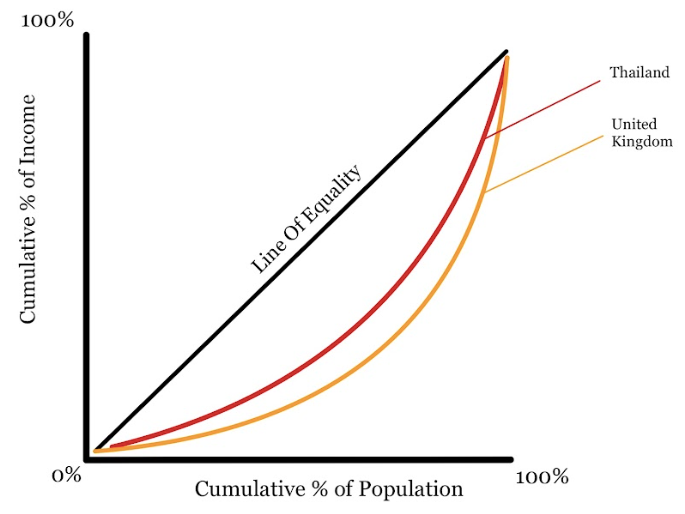 100%
Thailand
United
Kingdom
Cumulative % of Income
Line Of Equality
0%
100%
Cumulative % of Population